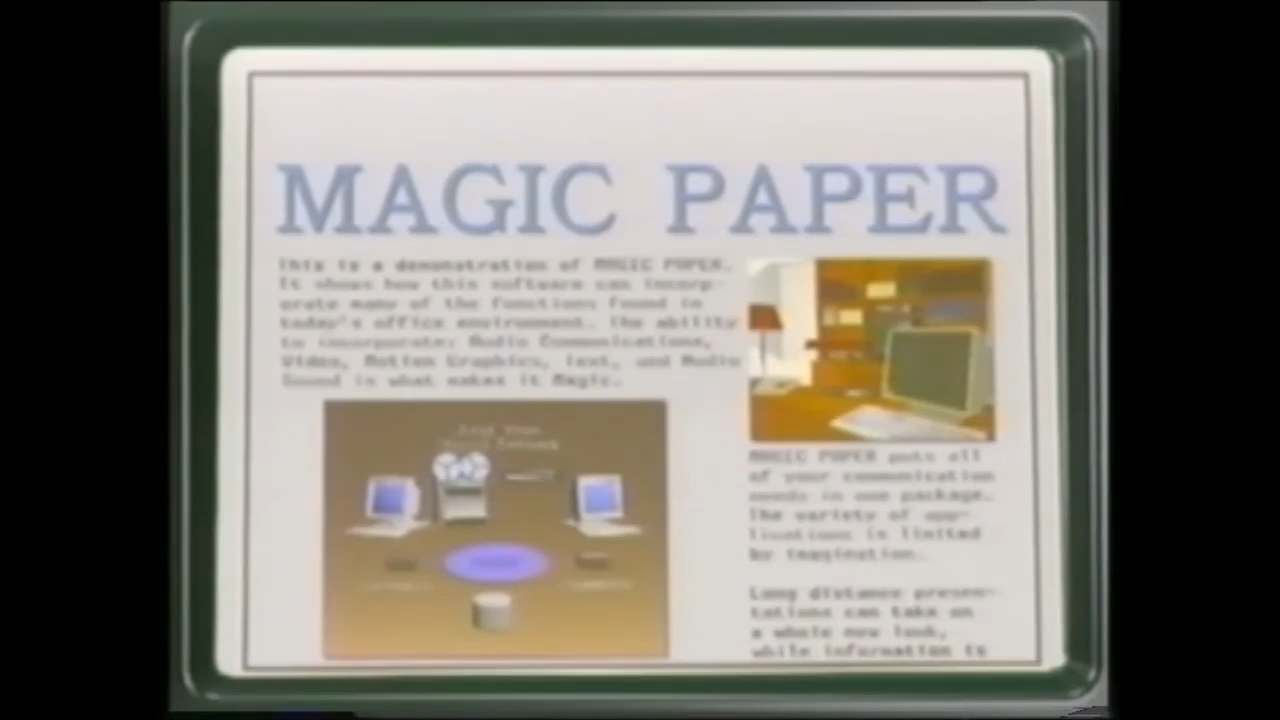 MAGIC PAPER
This is a demonstration of MAGIC PAPER.
It shows how this software can incorp-
orate many of the functions found in
today's office environment. The ability
to incorporate: Audio Communications,
Video, Motion Graphics, Text, and Audio
Sound is what makes it Magic.
MAGIC PAPER puts all
of your communication
needs in one package.
The variety of app-
lications is limited
by imagination.
Long distance presen-
tations can take on
a whole new look,
while information is